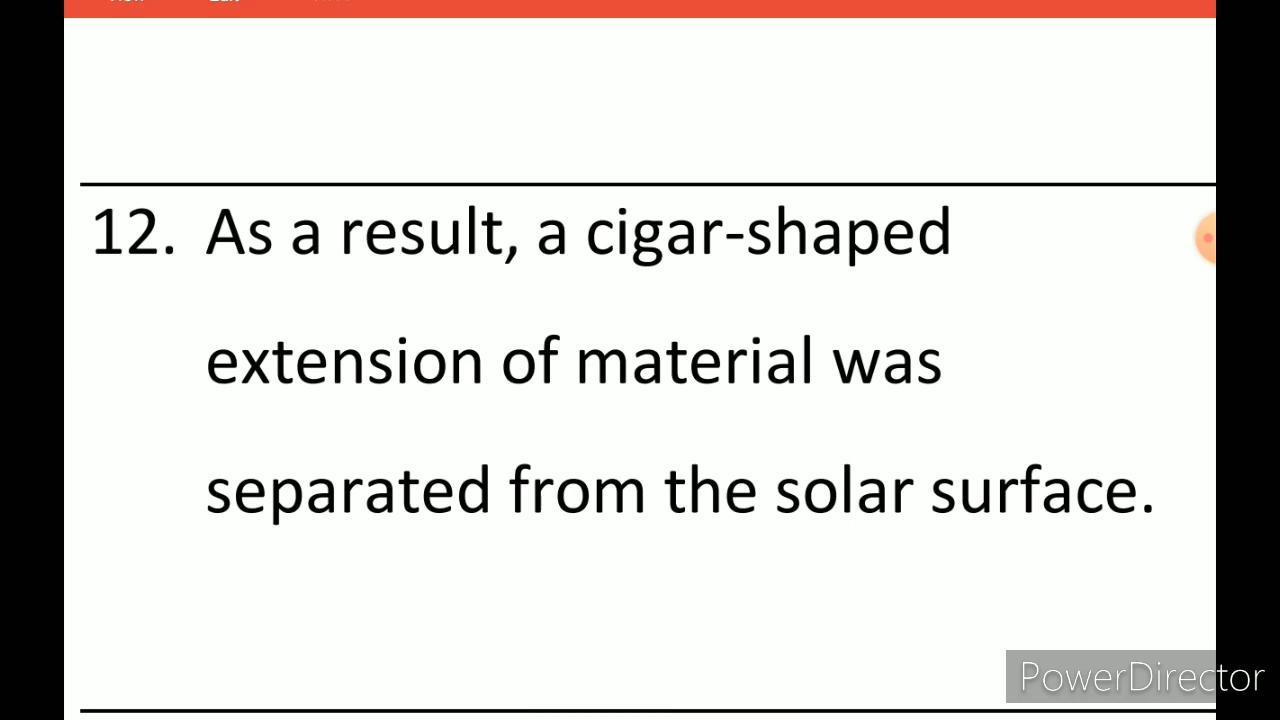 12. As a result, a cigar-shaped
extension of material was
separated from the solar surface.
PowerDirector